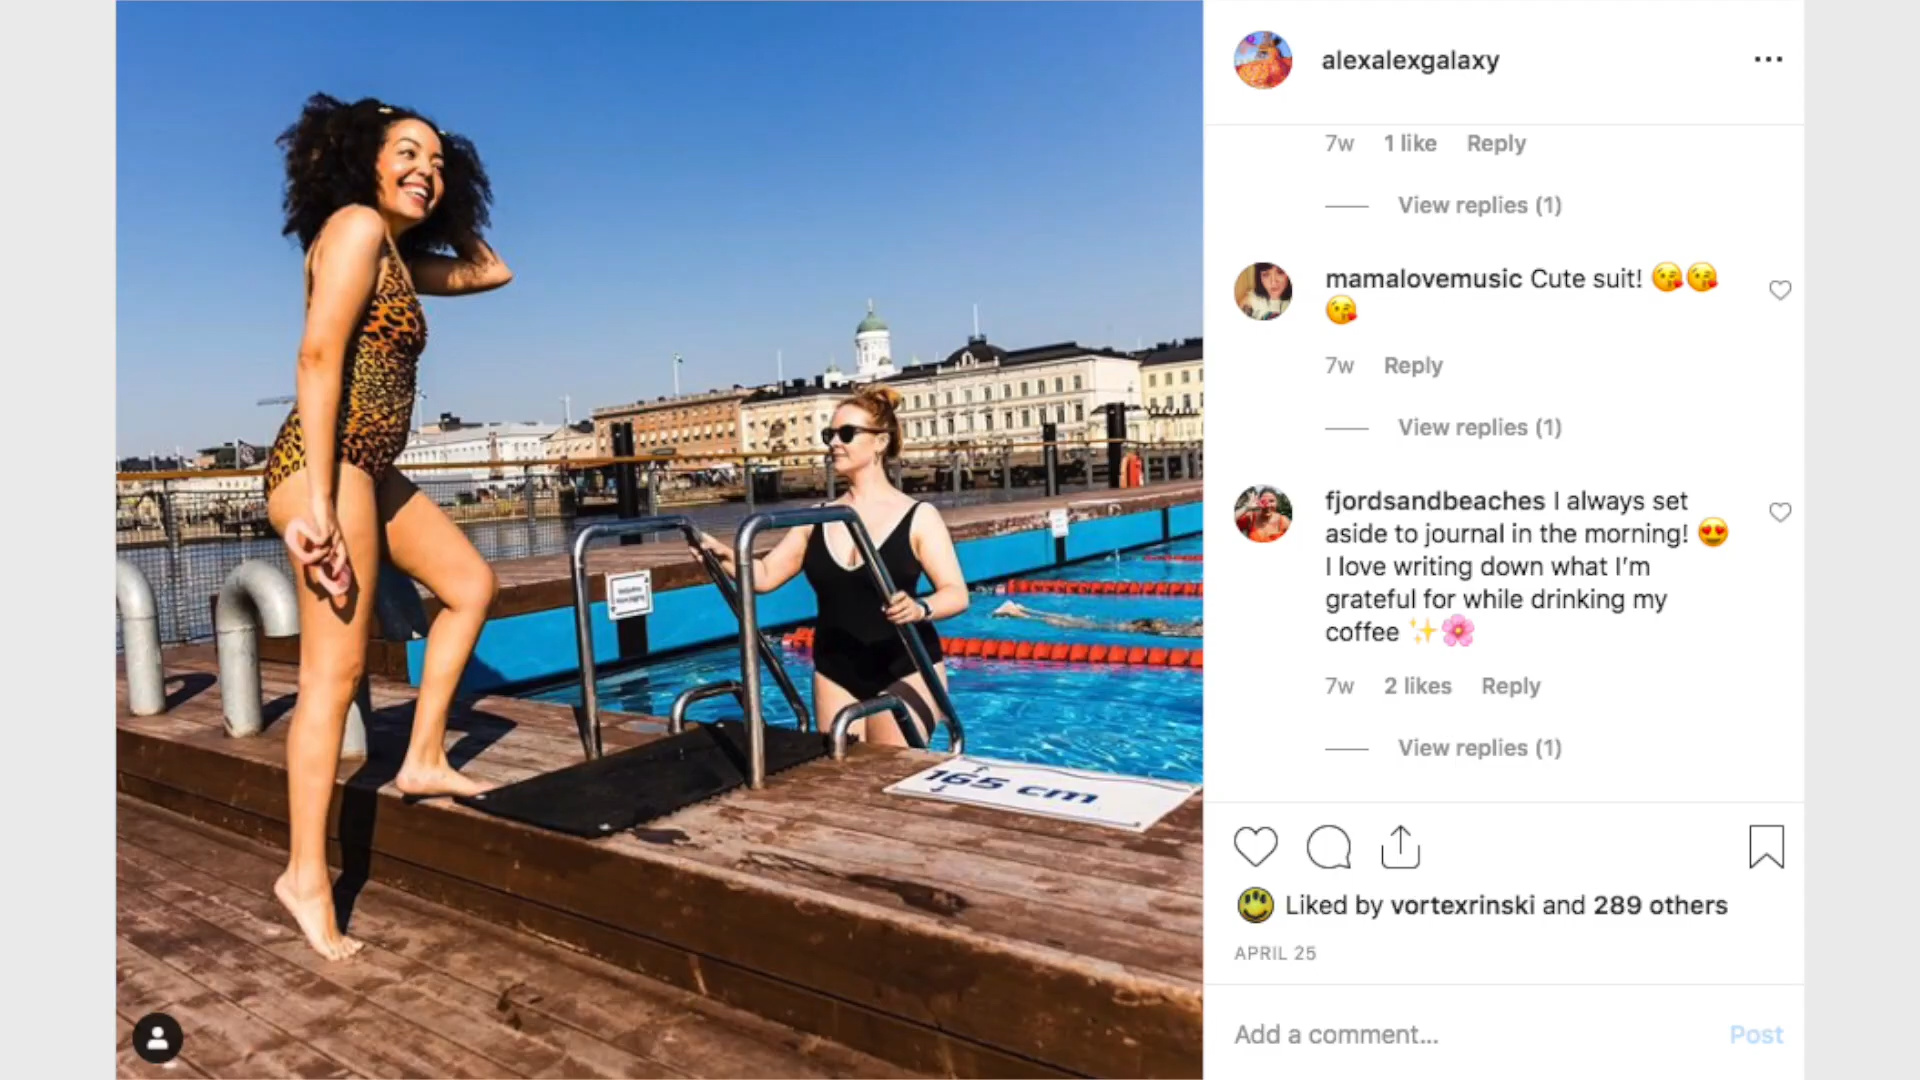 alexalexgalaxy
7w 1 like Reply
View replies (1)
mamalovemusic Cute suit! 😘😘
😘
7w Reply
View replies (1)
fjordsandbeaches I always set
aside to journal in the morning! 😍
I love writing down what I’m
grateful for while drinking my
coffee ✨🌸
7w 2 likes Reply
View replies (1)
Liked by vortexrinski and 289 others
APRIL 25
Add a comment...
Post
165 cm